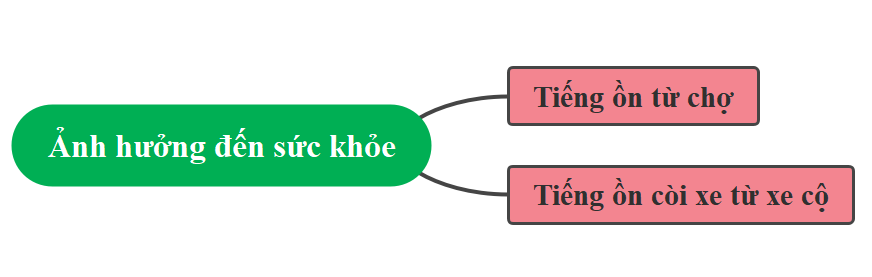 Ảnh hưởng đến sức khỏe
Tiếng ồn từ chợ
Tiếng ồn còi xe từ xe cộ